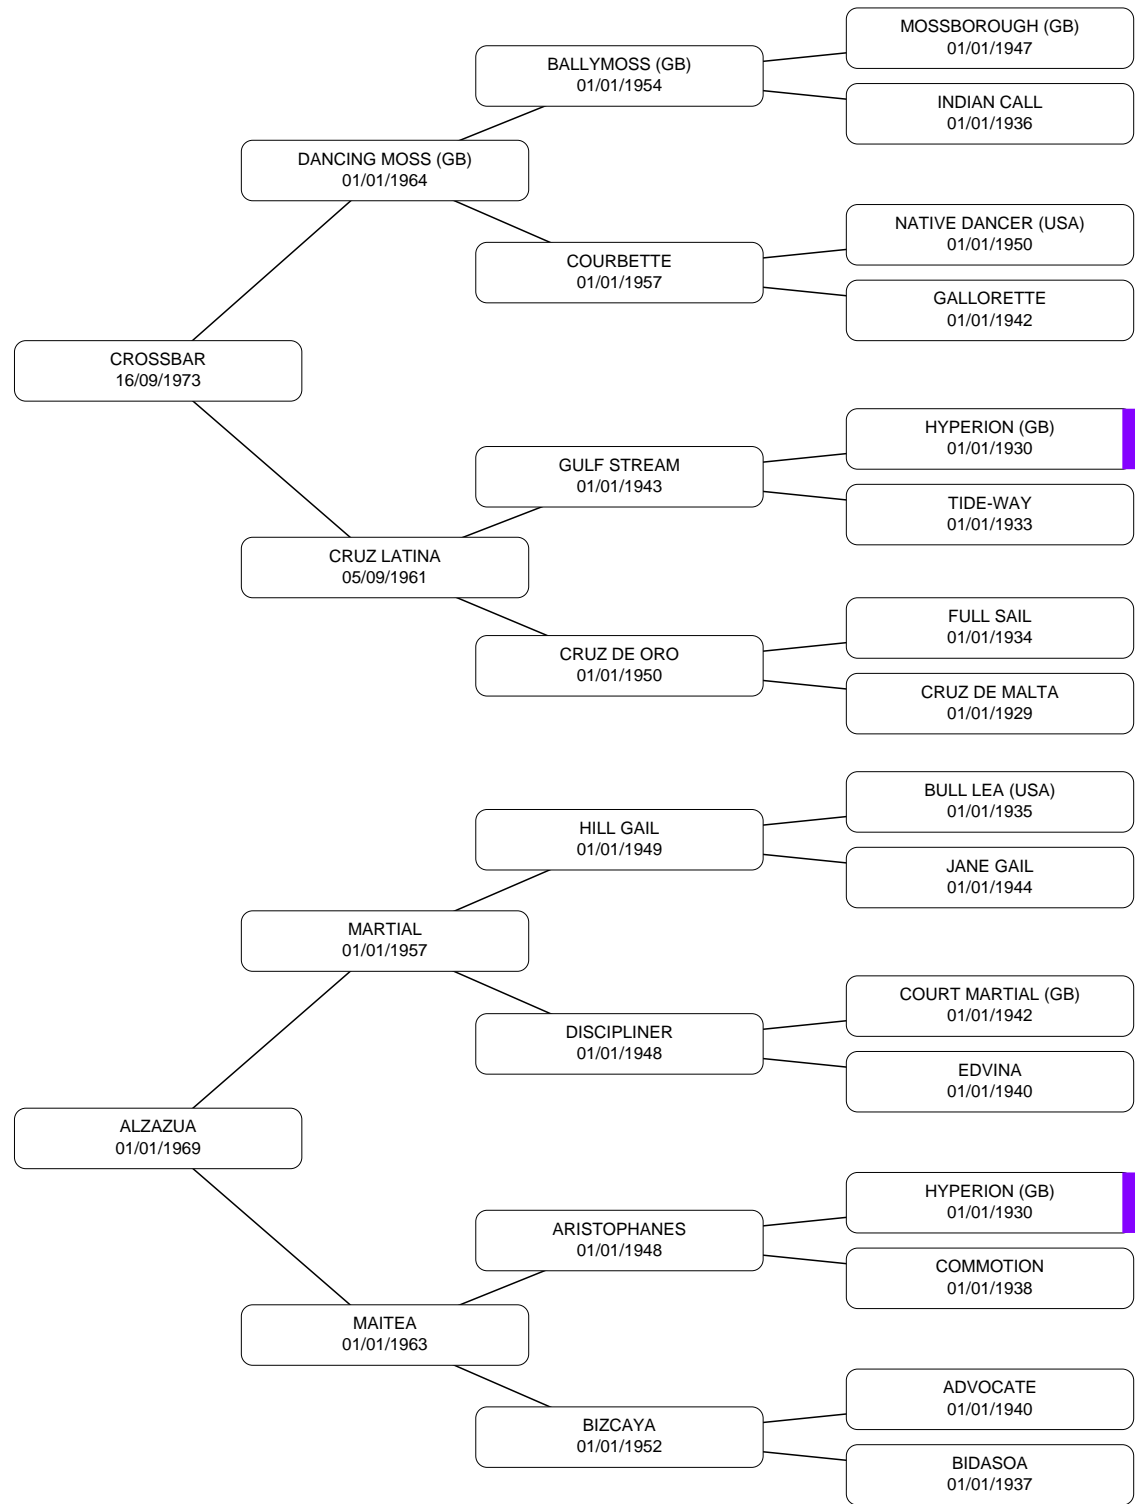 MOSSBOROUGH (GB)
01/01/1947
BALLYMOSS (GB)
01/01/1954
INDIAN CALL
01/01/1936
DANCING MOSS (GB)
01/01/1964
NATIVE DANCER (USA)
01/01/1950
COURBETTE
01/01/1957
GALLORETTE
01/01/1942
CROSSBAR
16/09/1973
HYPERION (GB)
01/01/1930
GULF STREAM
01/01/1943
TIDE-WAY
01/01/1933
CRUZ LATINA
05/09/1961
FULL SAIL
01/01/1934
CRUZ DE ORO
01/01/1950
CRUZ DE MALTA
01/01/1929
BULL LEA (USA)
01/01/1935
HILL GAIL
01/01/1949
JANE GAIL
01/01/1944
MARTIAL
01/01/1957
COURT MARTIAL (GB)
01/01/1942
DISCIPLINER
01/01/1948
EDVINA
01/01/1940
ALZAZUA
01/01/1969
HYPERION (GB)
01/01/1930
ARISTOPHANES
01/01/1948
COMMOTION
01/01/1938
MAITEA
01/01/1963
ADVOCATE
01/01/1940
BIZCAYA
01/01/1952
BIDASOA
01/01/1937